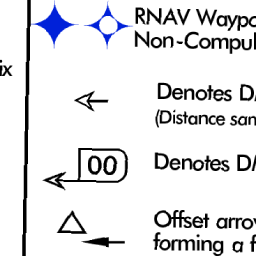 RNAV Waypo
Non-Compul
ix
Denotes D
(Distance san
00
Denotes D/
Offset arro
forming a f